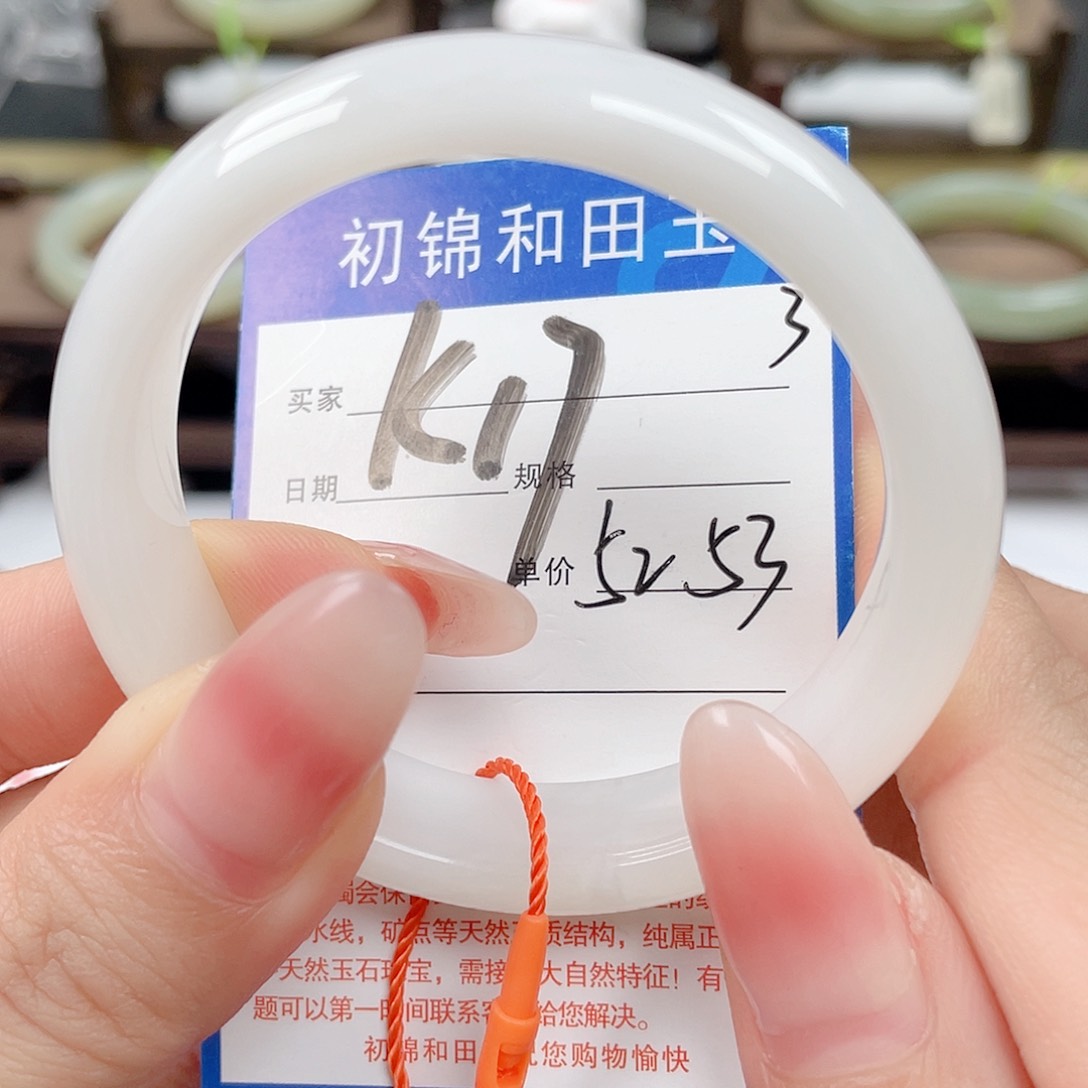 初锦和田玉
3
买家
K17
日期 规格
单价 52.53
水线，矿点等天然 质结构，纯属正
天然玉石 宝，需接 大自然特征！有
题可以第一时间联系客 给您解决。
初锦和田 您购物愉快